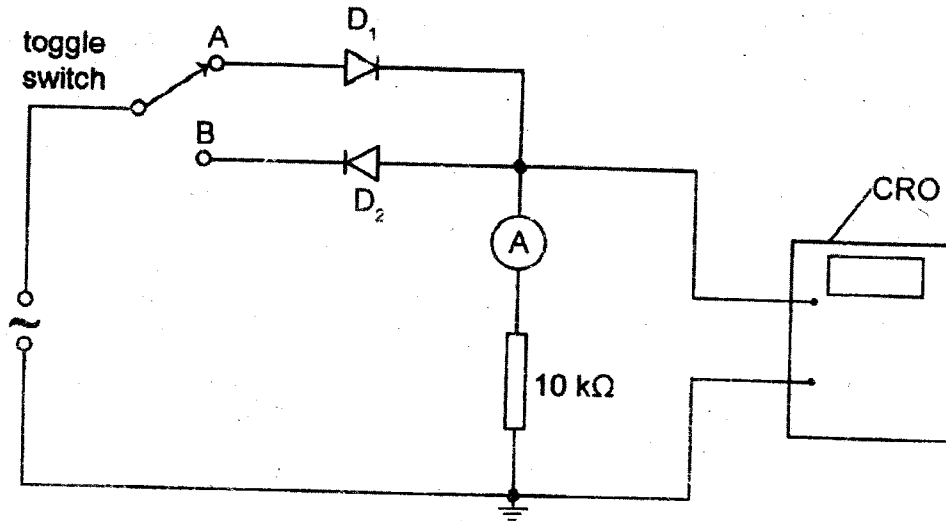 toggle
switch
A
D₁
B
D₂
CRO
A
~
10 kΩ